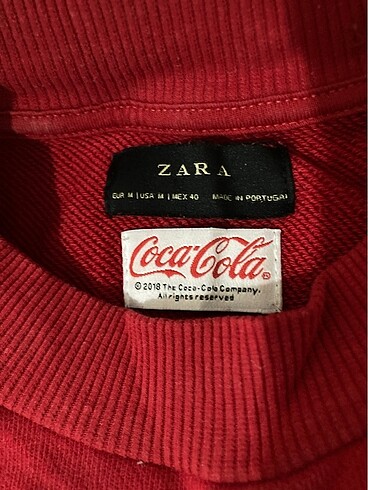 ZARA
EUR M | USA M | MEX 40 MADE IN PORTUGAL
Coca-Cola®
© 2018 The Coca-Cola Company.
All rights reserved